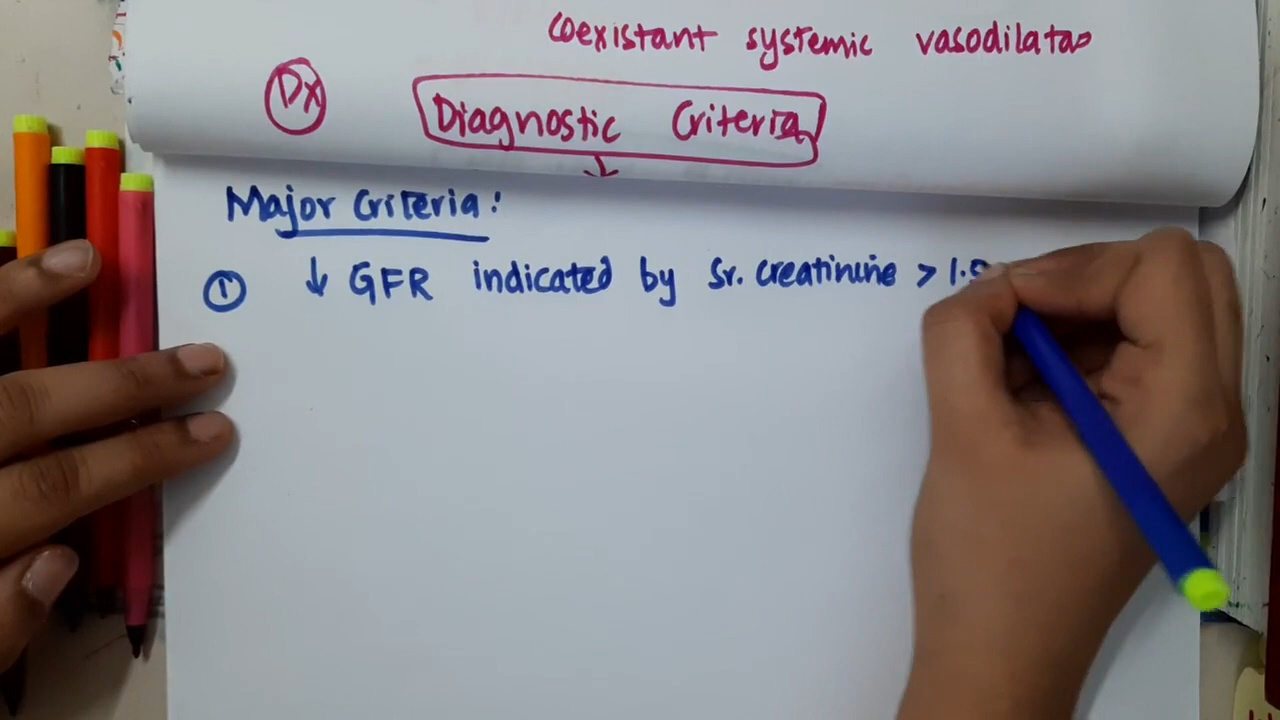 coexistant systemic vasodilatao
Dx Diagnostic Criteria
Major Criteria:
① ↓ GFR indicated by Sr. creatinine > 1.5